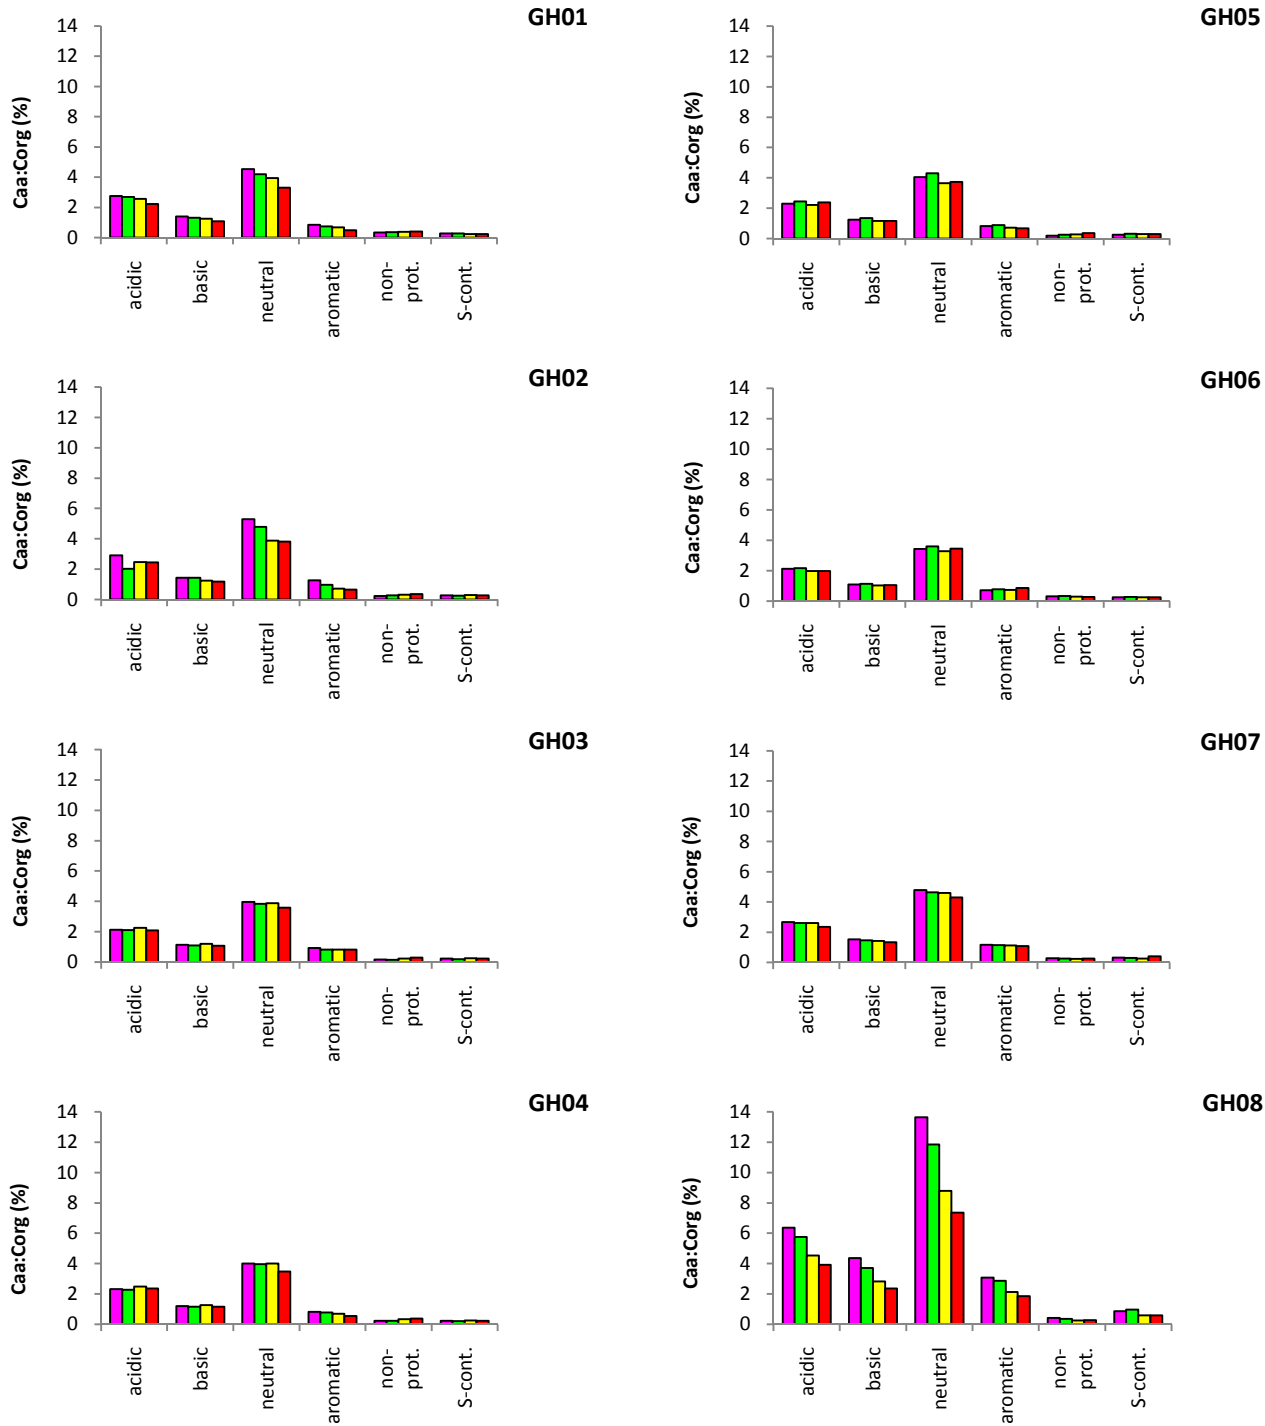 GH01
Caa:Corg (%)
14
12
10
8
6
4
2
0
acidic
basic
neutral
aromatic
non-
prot.
S-cont.
GH05
Caa:Corg (%)
14
12
10
8
6
4
2
0
acidic
basic
neutral
aromatic
non-
prot.
S-cont.
GH02
Caa:Corg (%)
14
12
10
8
6
4
2
0
acidic
basic
neutral
aromatic
non-
prot.
S-cont.
GH06
Caa:Corg (%)
14
12
10
8
6
4
2
0
acidic
basic
neutral
aromatic
non-
prot.
S-cont.
GH03
Caa:Corg (%)
14
12
10
8
6
4
2
0
acidic
basic
neutral
aromatic
non-
prot.
S-cont.
GH07
Caa:Corg (%)
14
12
10
8
6
4
2
0
acidic
basic
neutral
aromatic
non-
prot.
S-cont.
GH04
Caa:Corg (%)
14
12
10
8
6
4
2
0
acidic
basic
neutral
aromatic
non-
prot.
S-cont.
GH08
Caa:Corg (%)
14
12
10
8
6
4
2
0
acidic
basic
neutral
aromatic
non-
prot.
S-cont.